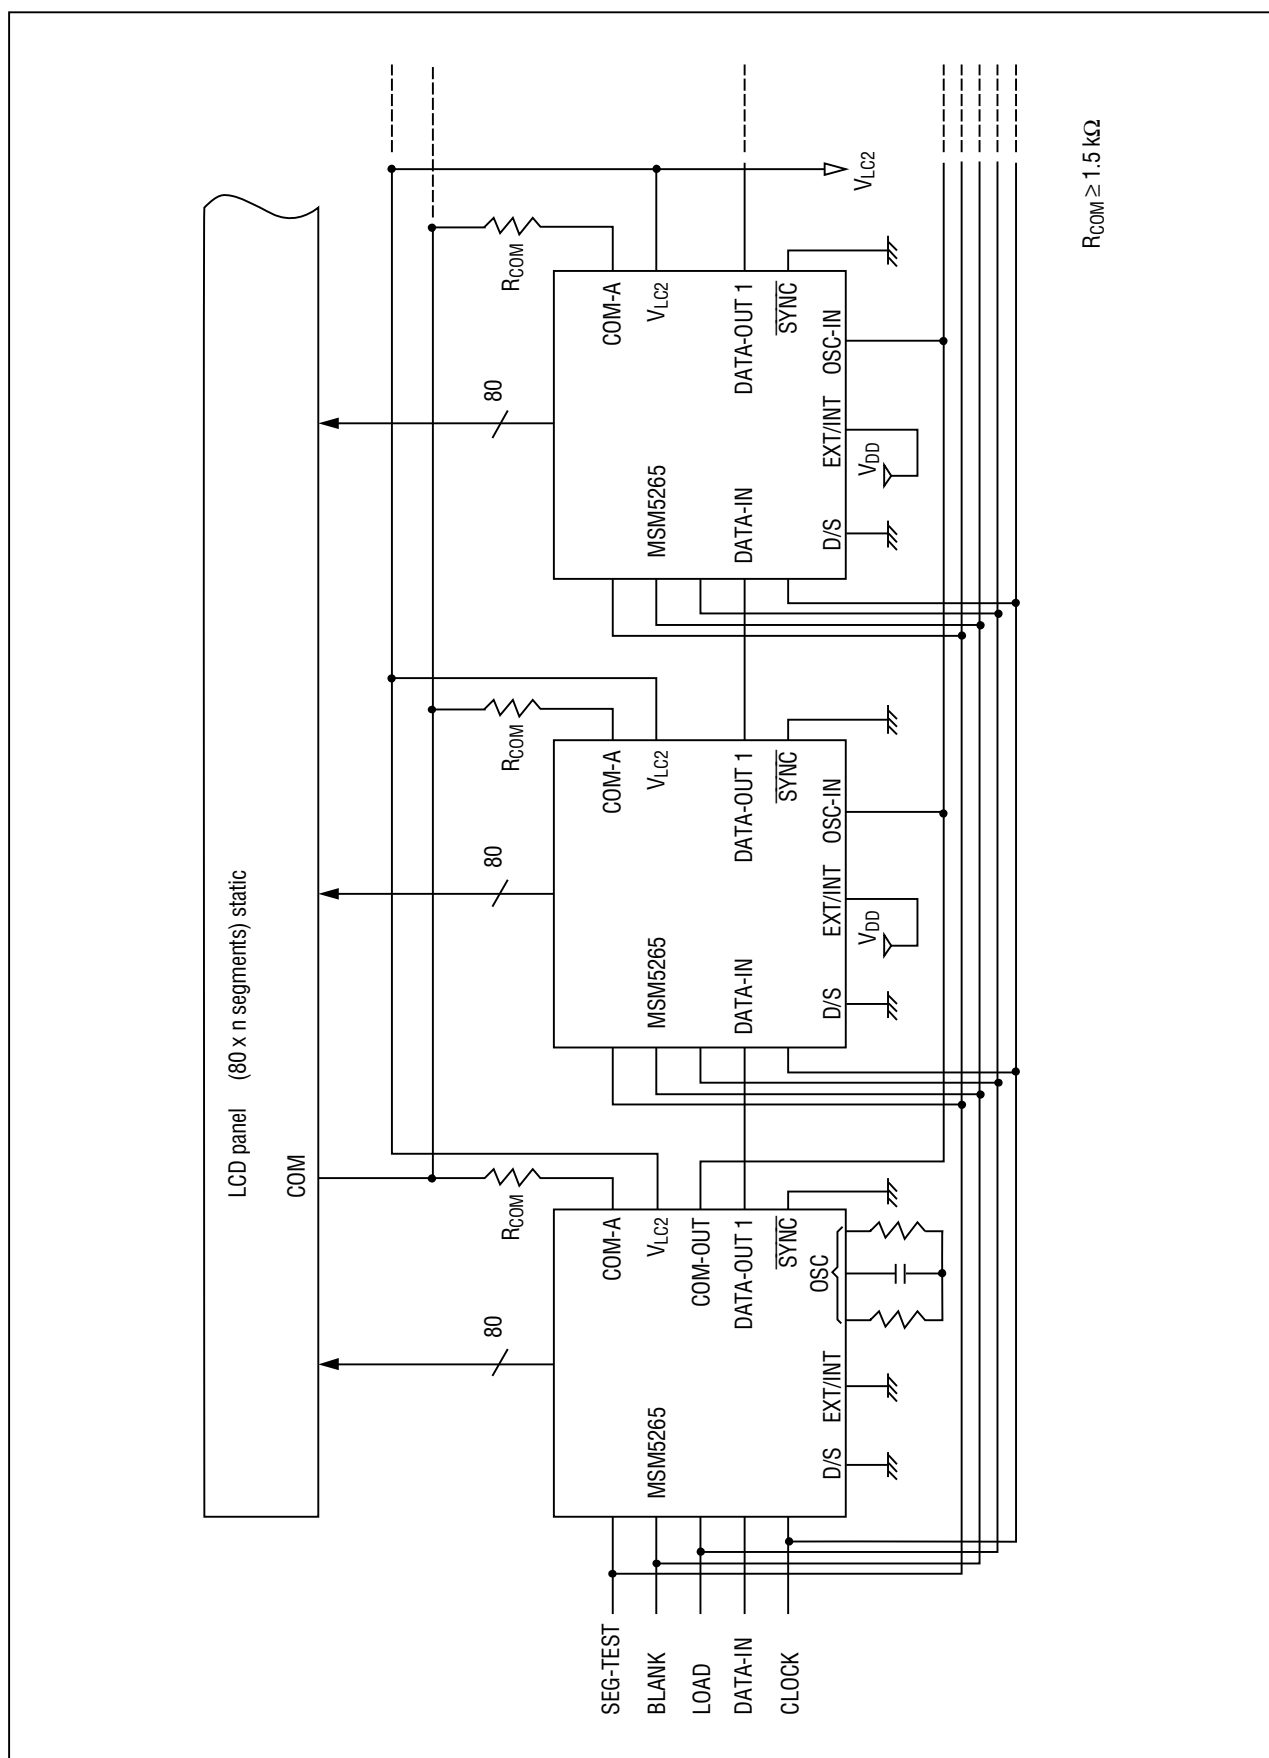 LCD panel (80 x n segments) static
COM
80
80
80
RCOM
RCOM
RCOM
COM-A
VLC2
COM-OUT
DATA-OUT 1
SYNC
MSM5265
OSC
D/S
EXT/INT
COM-A
VLC2
DATA-OUT 1
SYNC
MSM5265
DATA-IN
D/S
EXT/INT
OSC-IN
VDD
COM-A
VLC2
DATA-OUT 1
SYNC
MSM5265
DATA-IN
D/S
EXT/INT
OSC-IN
VDD
VLC2
SEG-TEST
BLANK
LOAD
DATA-IN
CLOCK
RCOM ≥ 1.5 kΩ